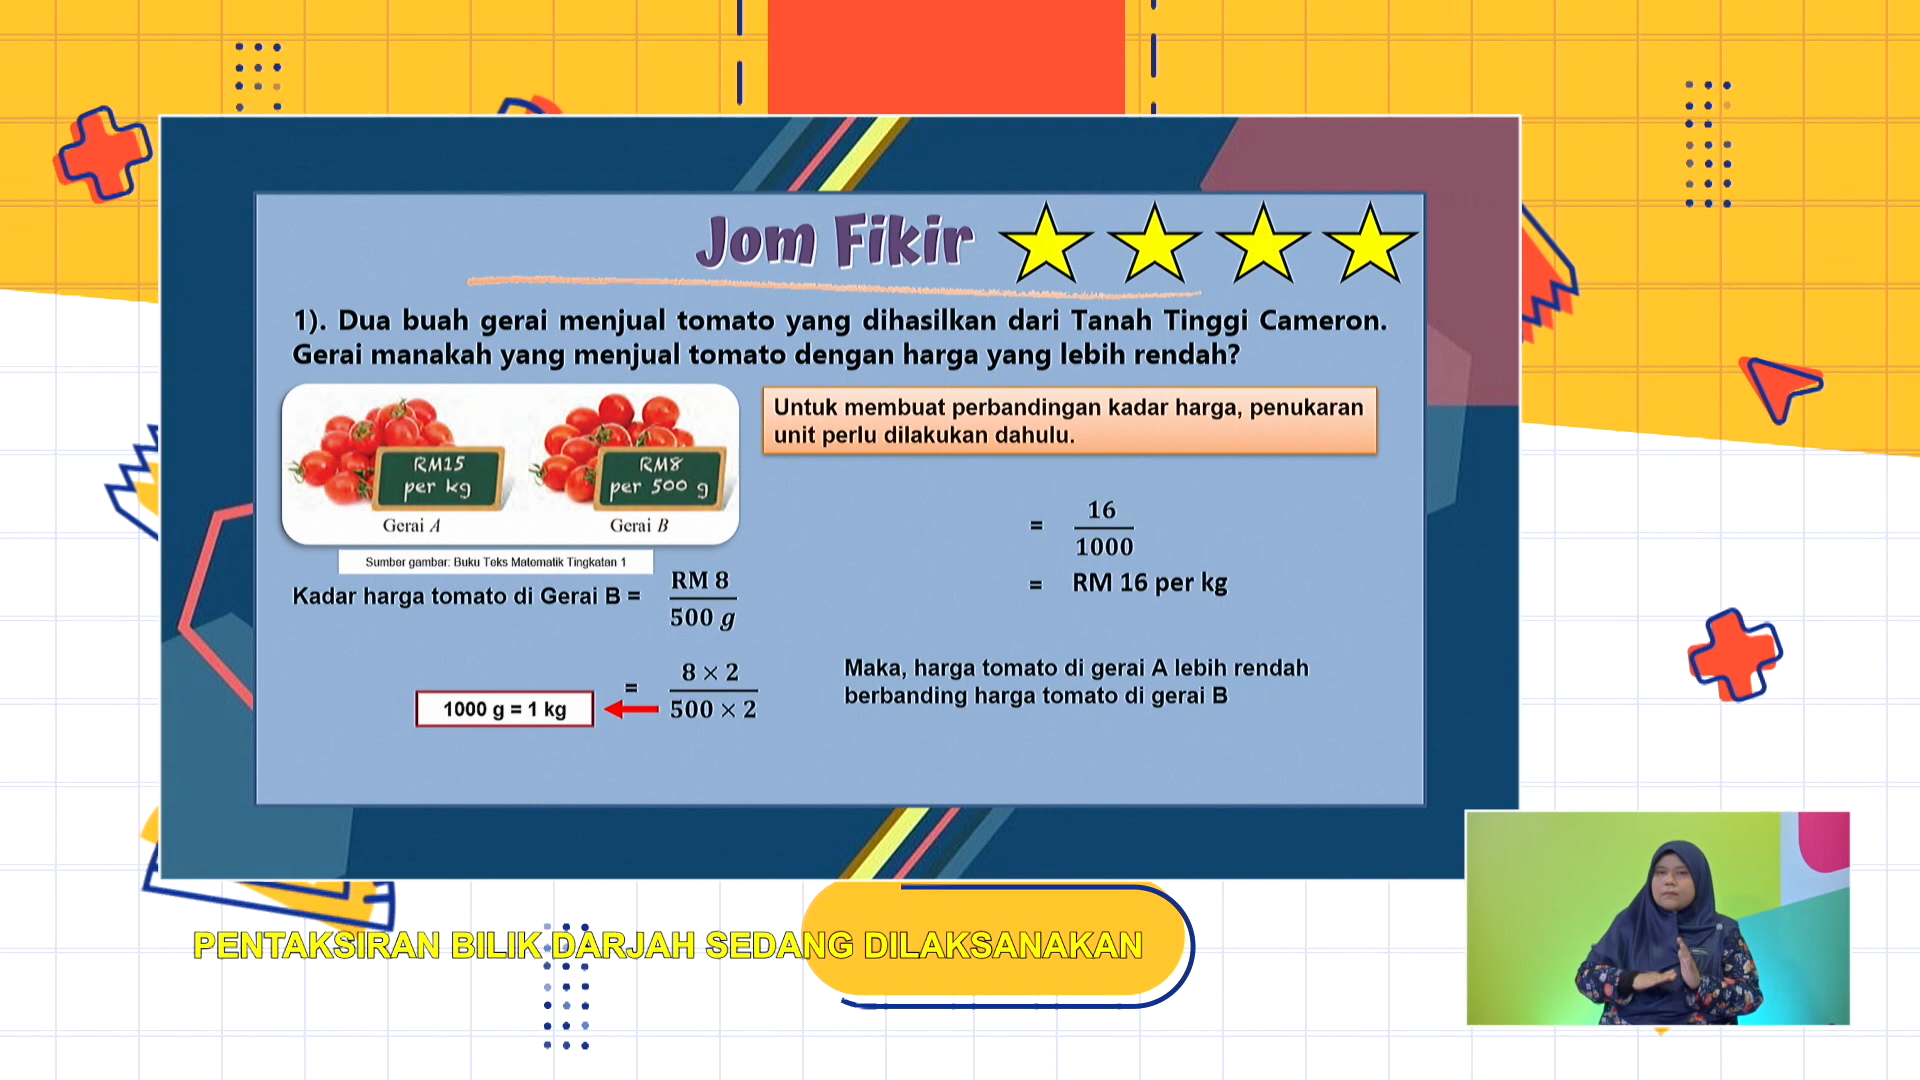 Jom Fikir
1). Dua buah gerai menjual tomato yang dihasilkan dari Tanah Tinggi Cameron.
Gerai manakah yang menjual tomato dengan harga yang lebih rendah?
RM15
per kg
RM8
per 500 g
Gerai A
Gerai B
Sumber gambar: Buku Teks Matematik Tingkatan 1
Untuk membuat perbandingan kadar harga, penukaran
unit perlu dilakukan dahulu.
Kadar harga tomato di Gerai B =
RM 8
500 g
=
8 × 2
500 × 2
1000 g = 1 kg
=
16
1000
= RM 16 per kg
Maka, harga tomato di gerai A lebih rendah
berbanding harga tomato di gerai B
PENTAKSIRAN BILIK DARJAH SEDANG DILAKSANAKAN